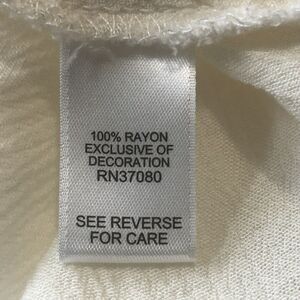 100% RAYON
EXCLUSIVE OF
DECORATION
RN37080
SEE REVERSE
FOR CARE